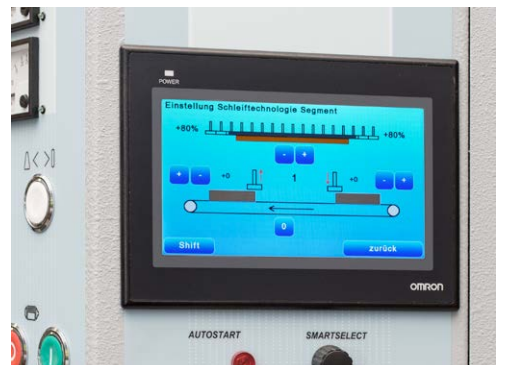 POWER
Einstellung Schleiftechnologie Segment
+80% +80%
- +
+ - +0 1 +0 - +
0
Shift zurück
OMRON
AUTOSTART SMARTSELECT